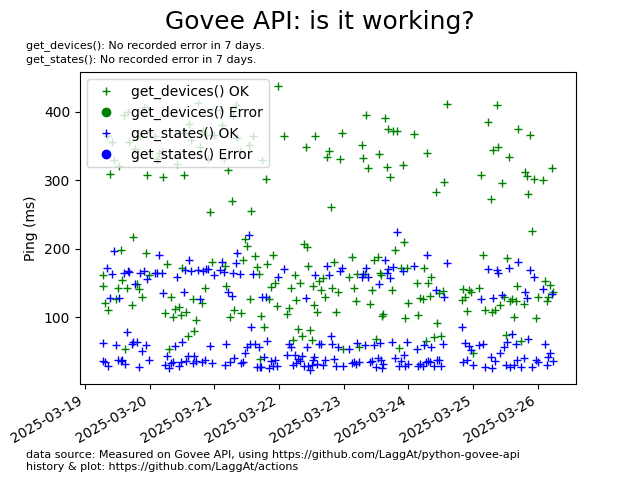 Govee API: is it working?
get_devices(): No recorded error in 7 days.
get_states(): No recorded error in 7 days.
get_devices() OK
get_devices() Error
get_states() OK
get_states() Error
Ping (ms)
400
300
200
100
2025-03-19
2025-03-20
2025-03-21
2025-03-22
2025-03-23
2025-03-24
2025-03-25
2025-03-26
data source: Measured on Govee API, using https://github.com/LaggAt/python-govee-api
history & plot: https://github.com/LaggAt/actions